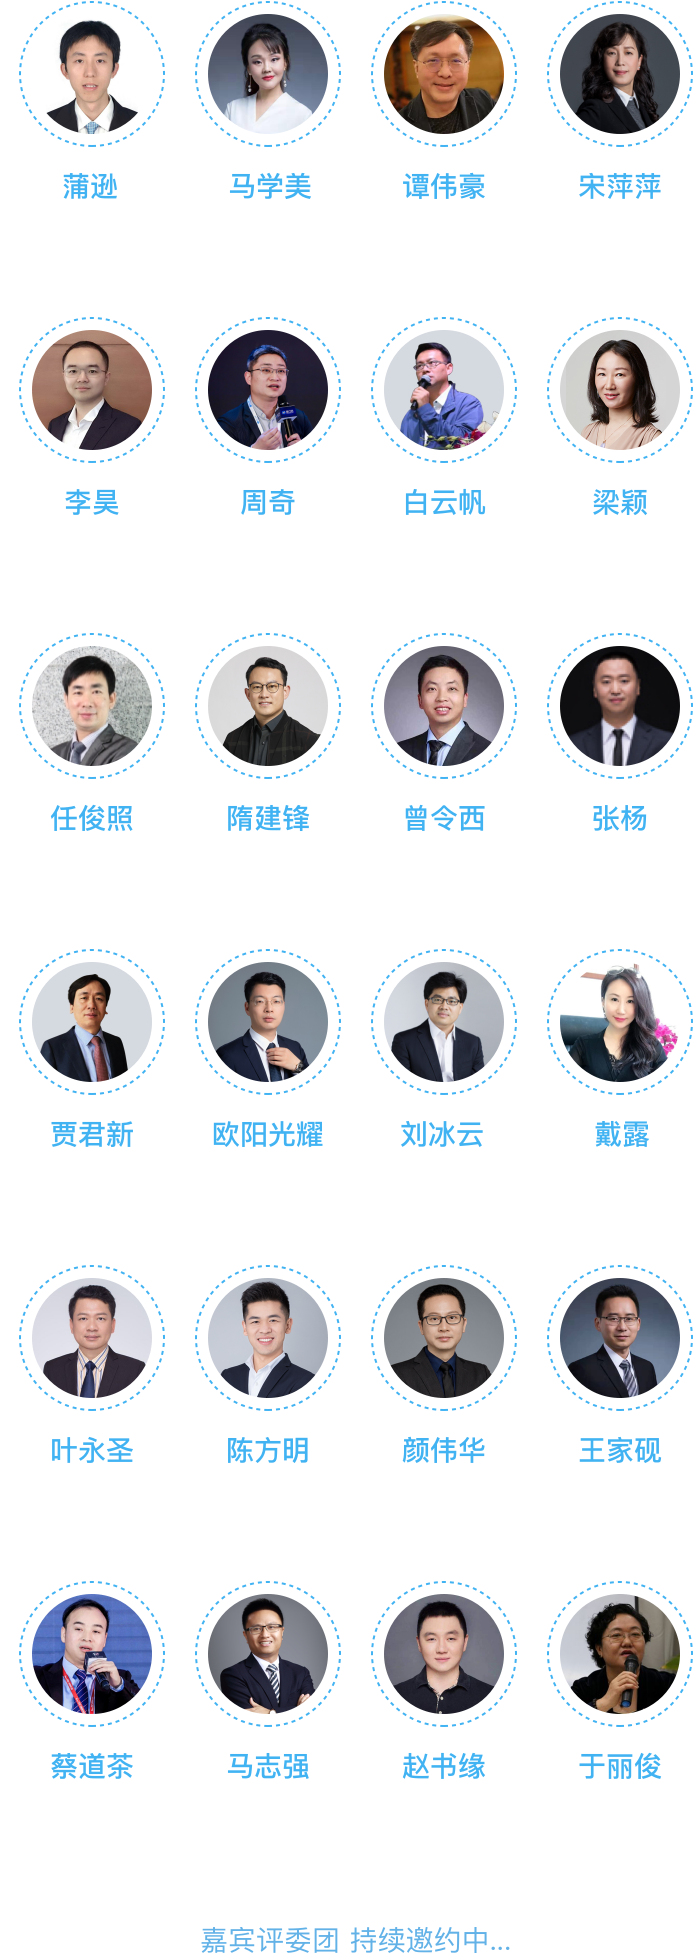 蒲逊 马学美 谭伟豪 宋萍萍
李昊 周奇 白云帆 梁颖
任俊照 隋建锋 曾令西 张杨
贾君新 欧阳光耀 刘冰云 戴露
叶永圣 陈方明 颜伟华 王家砚
蔡道茶 马志强 赵书缘 于丽俊
嘉宾评委团 持续邀约中...